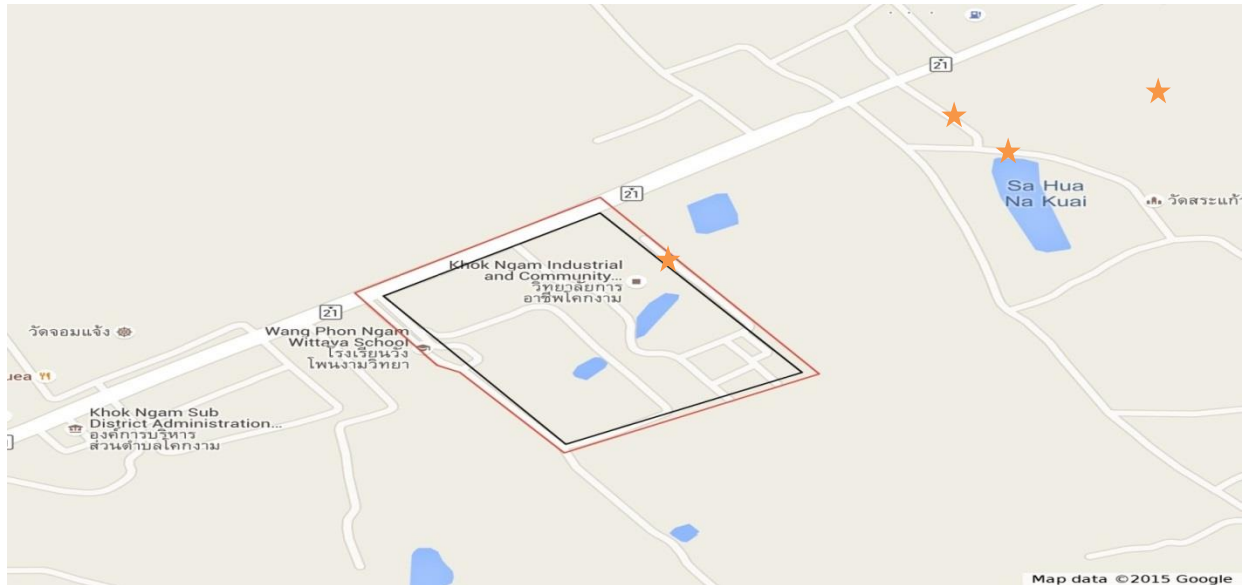 21
21
Sa Hua
Na Kuai
วัดสระแก้ว
Khok Ngam Industrial
and Community...
วิทยาลัยการ
อาชีพโคกงาม
21
วัดจอมแจ้ง
Wang Phon Ngam
Wittaya School
โรงเรียนวัง
โพนงามวิทยา
uea
Khok Ngam Sub
District Administration...
องค์การบริหาร
ส่วนตำบลโคกงาม
Map data ©2015 Google